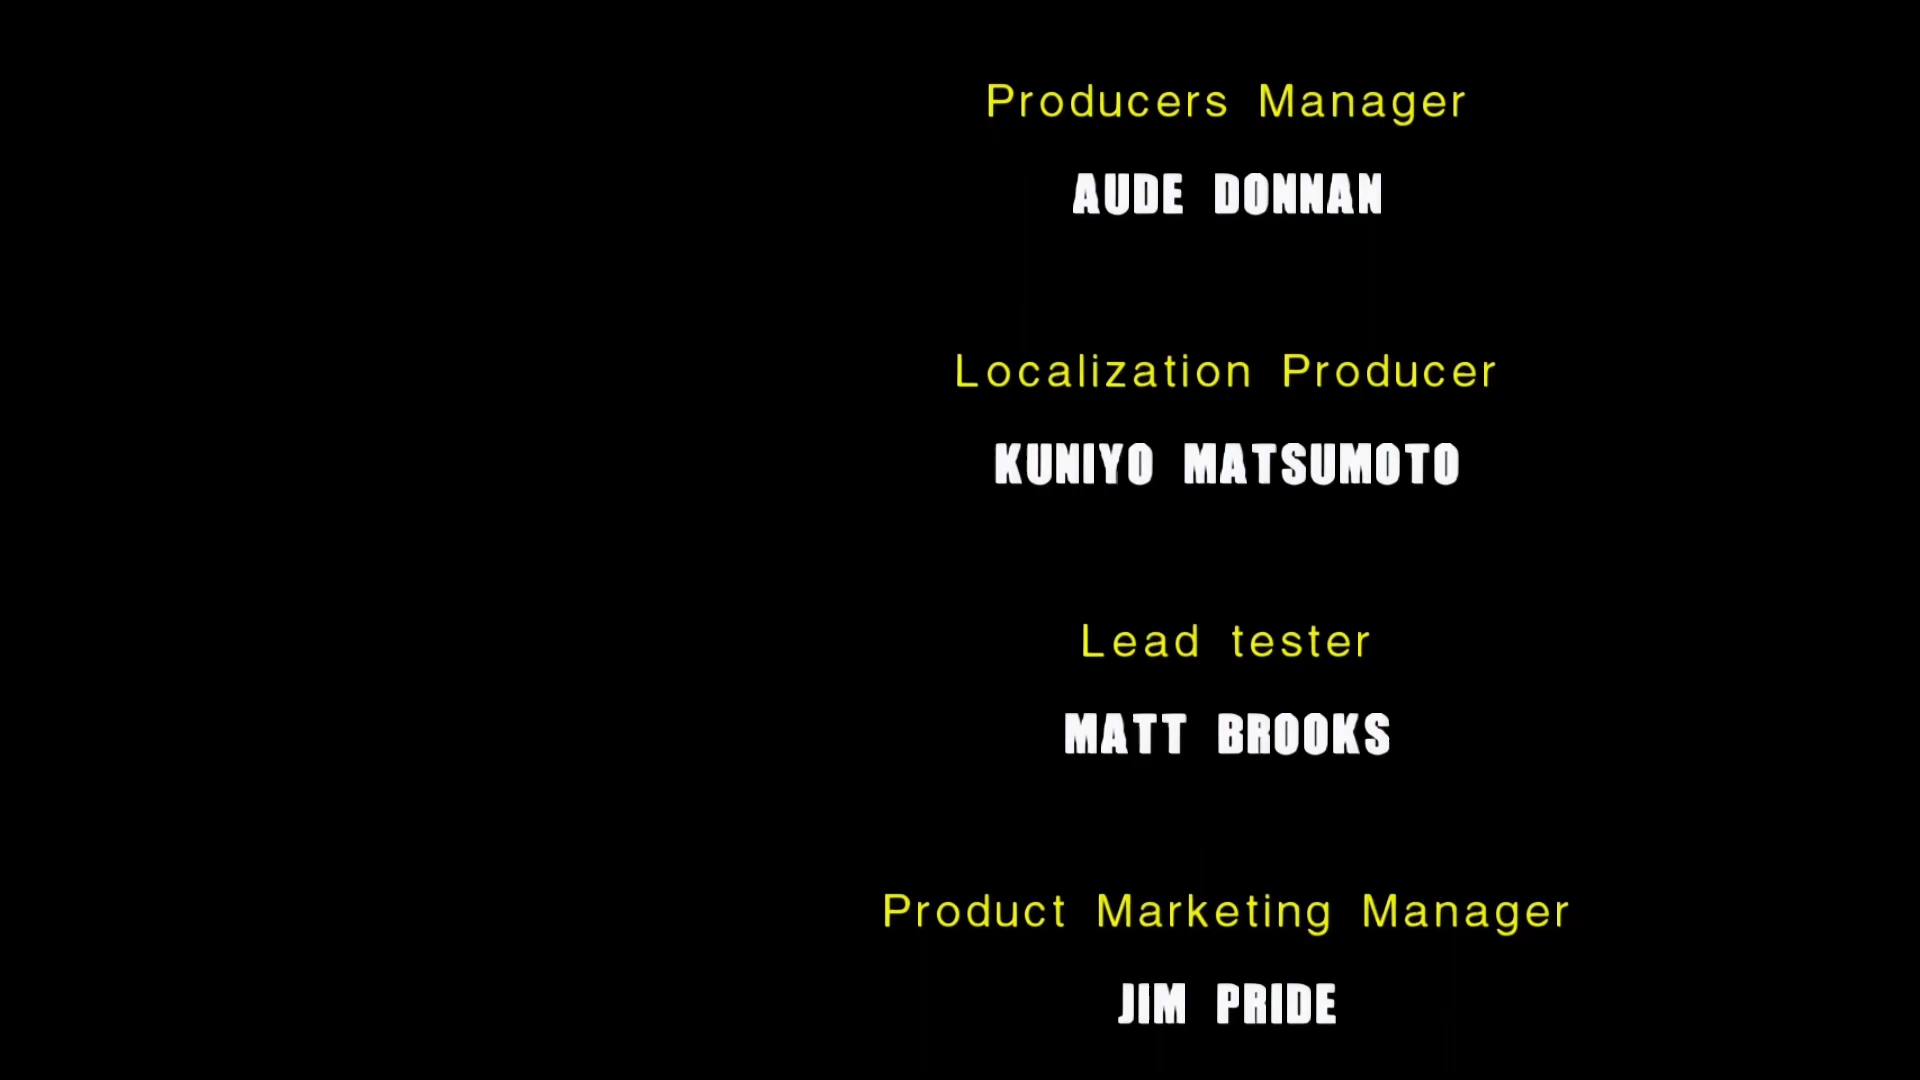 Producers Manager
AUDE DONNAN
Localization Producer
KUNIYO MATSUMOTO
Lead tester
MATT BROOKS
Product Marketing Manager
JIM PRIDE